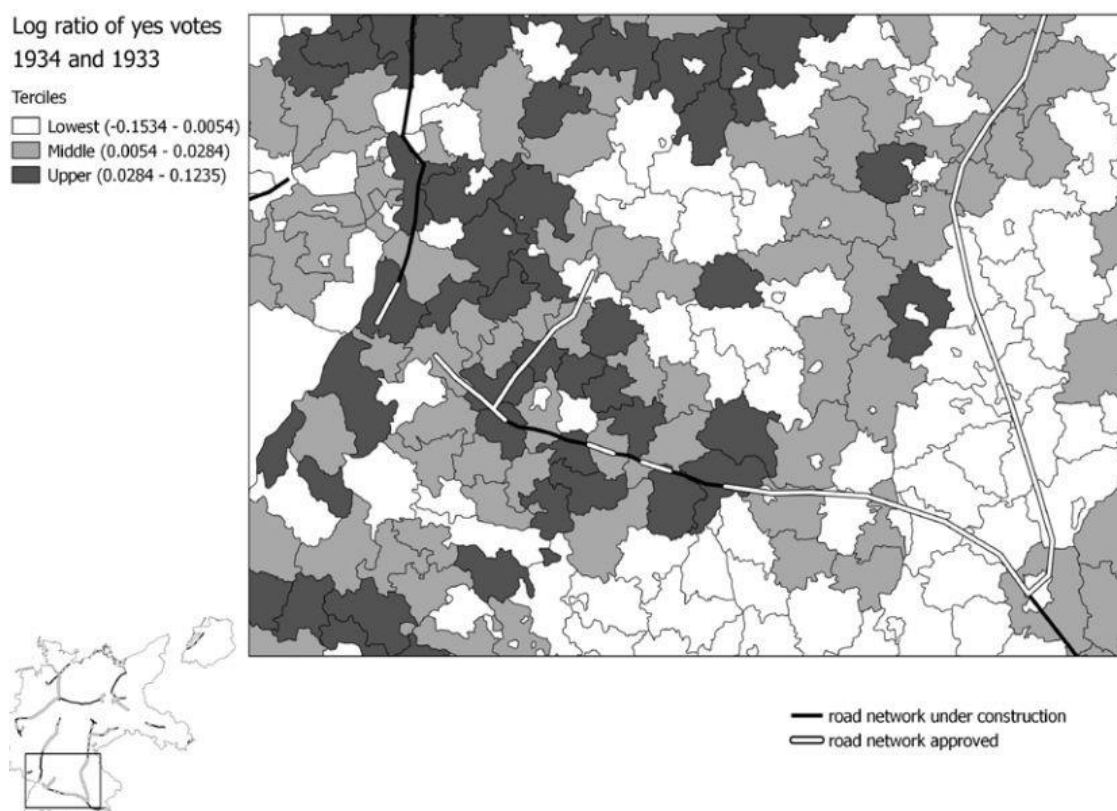 Log ratio of yes votes
1934 and 1933
Terciles
Lowest (-0.1534 - 0.0054)
Middle (0.0054 - 0.0284)
Upper (0.0284 - 0.1235)
road network under construction
road network approved